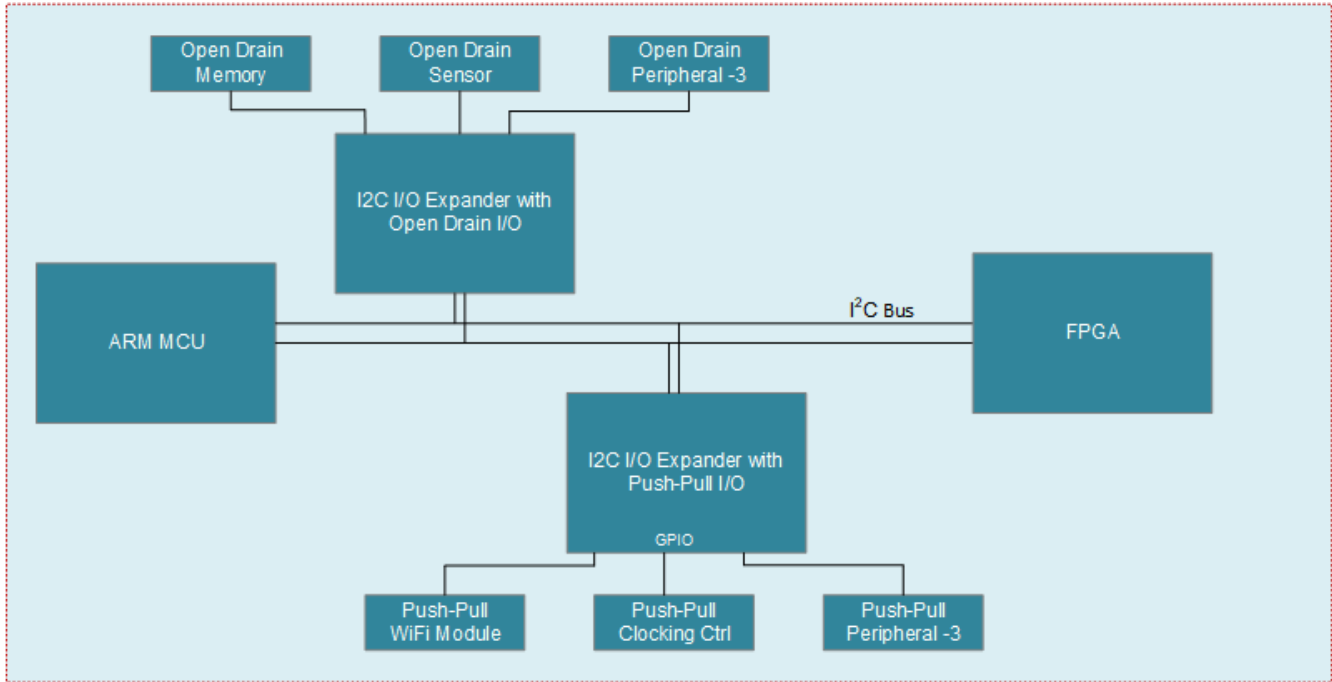 Open Drain
Memory
Open Drain
Sensor
Open Drain
Peripheral -3
I2C I/O Expander with
Open Drain I/O
ARM MCU
I²C Bus
FPGA
I2C I/O Expander with
Push-Pull I/O
GPIO
Push-Pull
WiFi Module
Push-Pull
Clocking Ctrl
Push-Pull
Peripheral -3